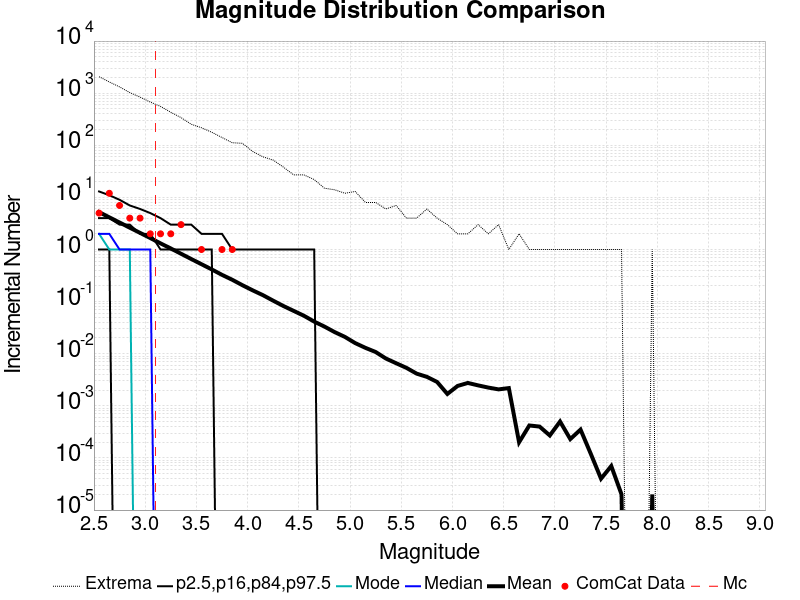 Magnitude Distribution Comparison
10^4
10^3
10^2
10^1
10^0
10^-1
10^-2
10^-3
10^-4
10^-5
Incremental Number
2.5 3.0 3.5 4.0 4.5 5.0 5.5 6.0 6.5 7.0 7.5 8.0 8.5 9.0
Magnitude
Extrema p2.5,p16,p84,p97.5 Mode Median Mean ComCat Data Mc